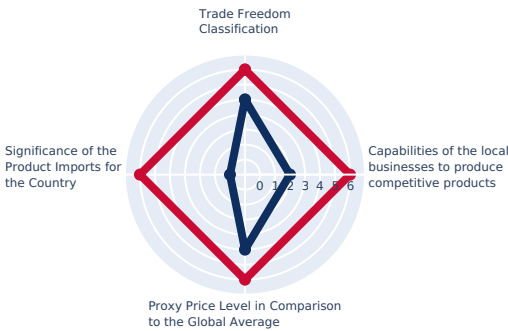 Trade Freedom
Classification
Significance of the
Product Imports for
the Country
Capabilities of the local
businesses to produce
competitive products
0 1 2 3 4 5 6
Proxy Price Level in Comparison
to the Global Average